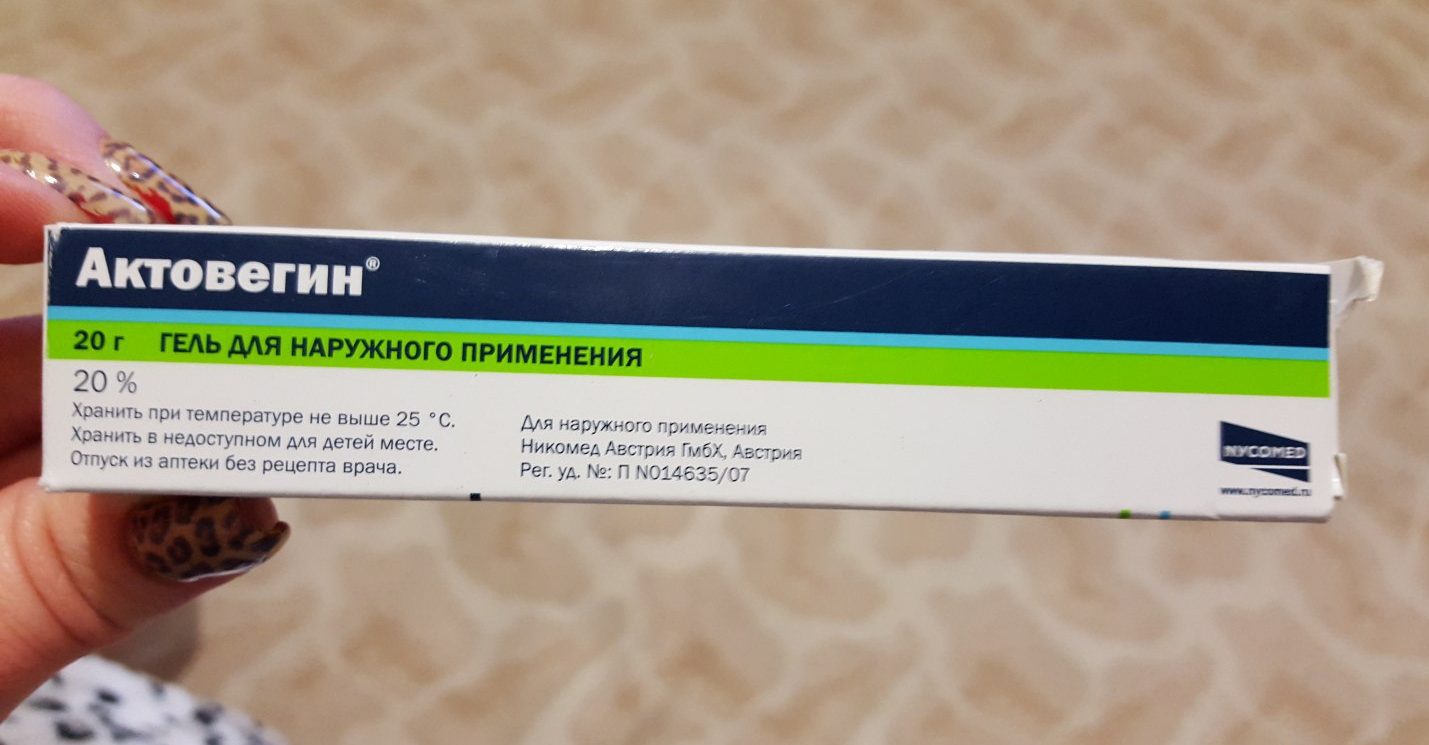 Актовегин®
20 г ГЕЛЬ ДЛЯ НАРУЖНОГО ПРИМЕНЕНИЯ
20 %
Хранить при температуре не выше 25 °C.
Хранить в недоступном для детей месте.
Отпуск из аптеки без рецепта врача.
Для наружного применения
Никомед Австрия ГмбХ, Австрия
Рег. уд. №: П N014635/07
NYCOMED
www.nycomed.ru